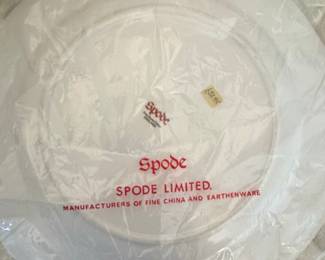 Spode
Spode
SPODE LIMITED.
MANUFACTURERS OF FINE CHINA AND EARTHENWARE